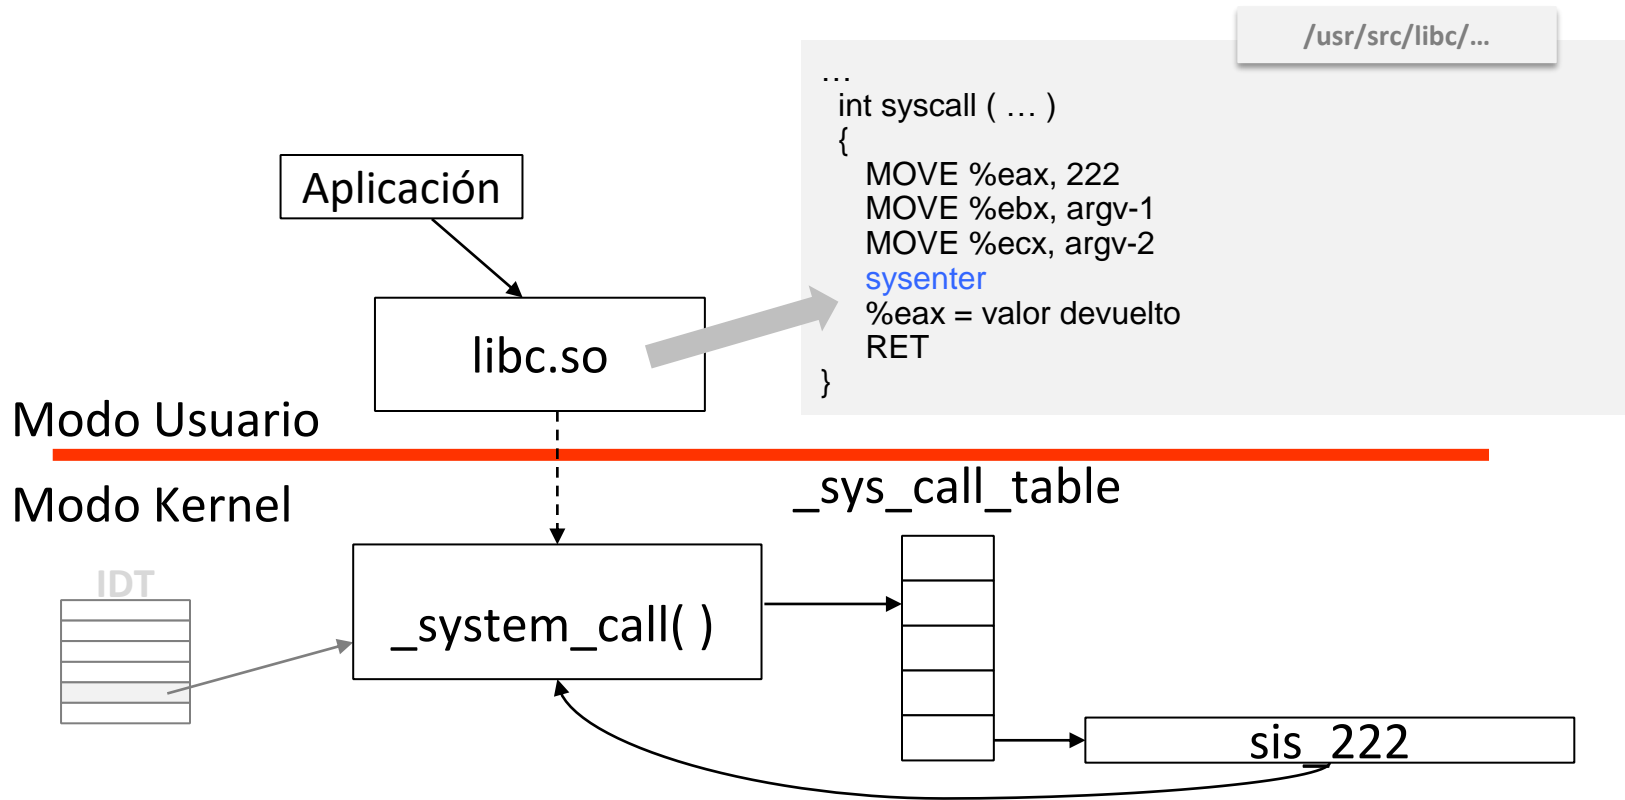 /usr/src/libc/…
…
int syscall ( … )
{
MOVE %eax, 222
MOVE %ebx, argv-1
MOVE %ecx, argv-2
sysenter
%eax = valor devuelto
RET
}
Aplicación
libc.so
Modo Usuario
Modo Kernel
_sys_call_table
IDT
_system_call( )
sis_222